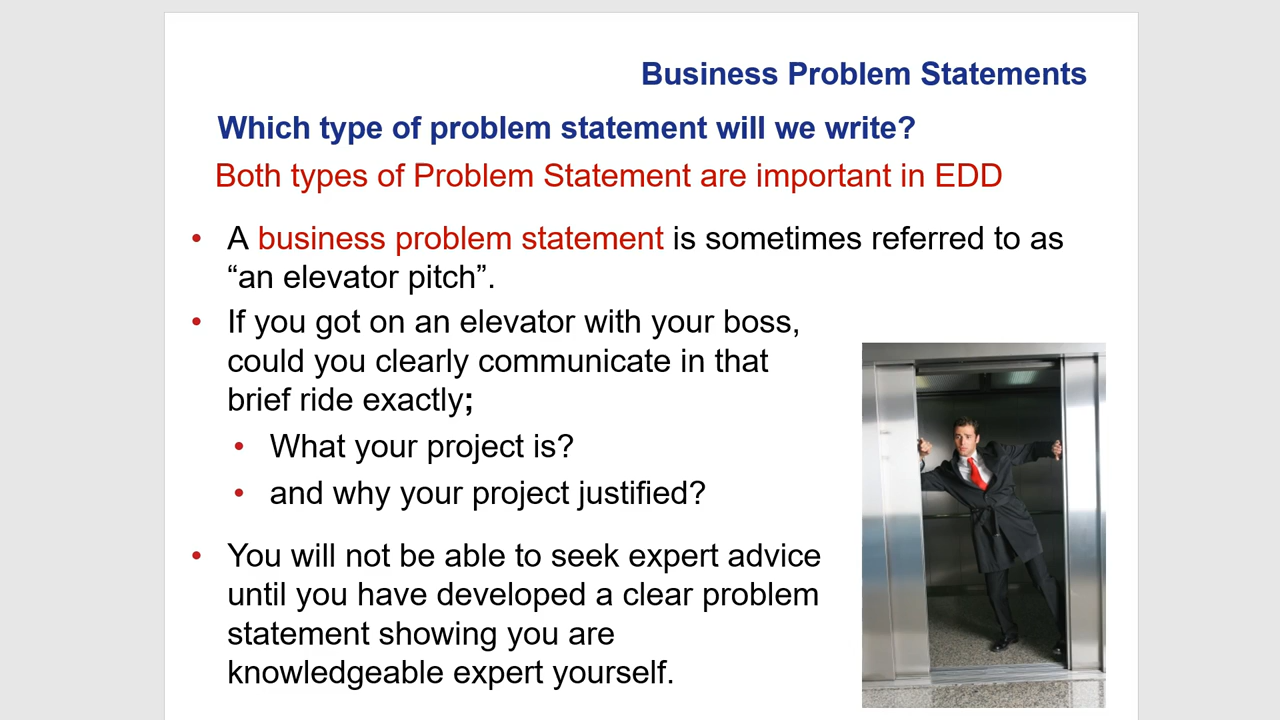 Business Problem Statements
Which type of problem statement will we write?
Both types of Problem Statement are important in EDD
• A business problem statement is sometimes referred to as
“an elevator pitch”.
• If you got on an elevator with your boss,
could you clearly communicate in that
brief ride exactly;
• What your project is?
• and why your project justified?
• You will not be able to seek expert advice
until you have developed a clear problem
statement showing you are
knowledgeable expert yourself.